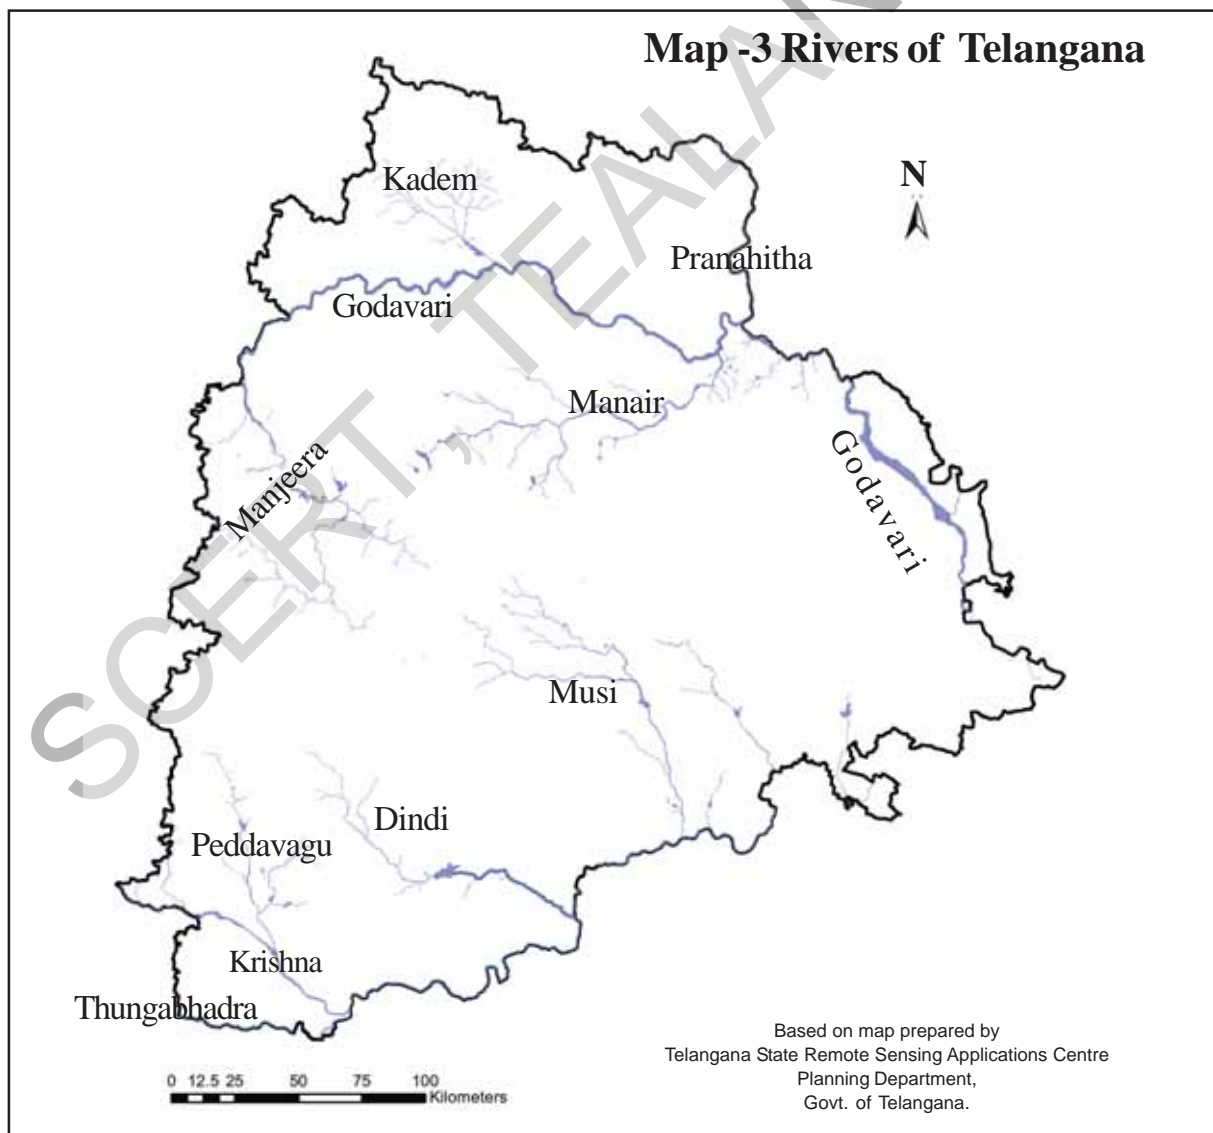 Map -3 Rivers of Telangana
N
Kadem
Pranahitha
Godavari
Manair
Godavari
Manjeera
Musi
Dindi
Peddavagu
Krishna
Thungabhadra
Based on map prepared by
Telangana State Remote Sensing Applications Centre
Planning Department,
Govt. of Telangana.
0 12.5 25 50 75 100
Kilometers
SCERT, TEALAN